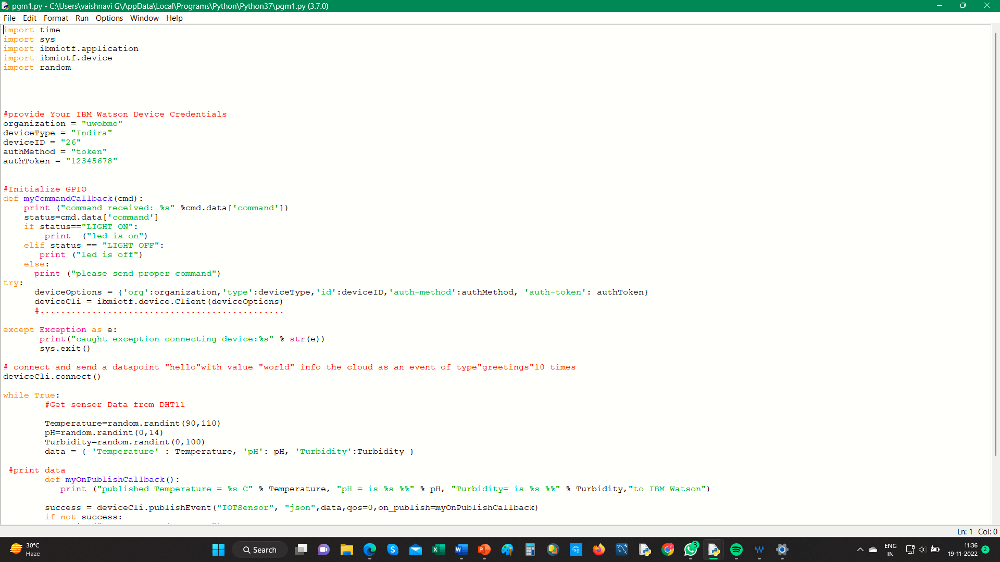 pgm1.py - C:\Users\vaishnavi G\AppData\Local\Programs\Python\Python37\pgm1.py (3.7.0)
File Edit Format Run Options Window Help
import time
import sys
import ibmiotf.application
import ibmiotf.device
import random
#provide Your IBM Watson Device Credentials
organization = "uwobmo"
deviceType = "Indira"
deviceID = "26"
authMethod = "token"
authToken = "12345678"
#Initialize GPIO
def myCommandCallback(cmd):
    print ("command received: %s" %cmd.data['command'])
    status=cmd.data['command']
    if status=="LIGHT ON":
        print  ("led is on")
    elif status == "LIGHT OFF":
       print ("led is off")
    else:
      print ("please send proper command")
try:
      deviceOptions = {'org':organization,'type':deviceType,'id':deviceID,'auth-method':authMethod, 'auth-token': authToken}
      deviceCli = ibmiotf.device.Client(deviceOptions)
      #...............................................
except Exception as e:
       print("caught exception connecting device:%s" % str(e))
       sys.exit()
# connect and send a datapoint "hello"with value "world" info the cloud as an event of type"greetings"10 times
deviceCli.connect()
while True:
        #Get sensor Data from DHT11
        Temperature=random.randint(90,110)
        pH=random.randint(0,14)
        Turbidity=random.randint(0,100)
        data = { 'Temperature' : Temperature, 'pH': pH, 'Turbidity':Turbidity }
 #print data
        def myOnPublishCallback():
           print ("published Temperature = %s C" % Temperature, "pH = is %s %%" % pH, "Turbidity= is %s %%" % Turbidity,"to IBM Watson")
        success = deviceCli.publishEvent("IOTSensor", "json",data,qos=0,on_publish=myOnPublishCallback)
        if not success:
Ln: 1 Col: 0
30°C
Haze
Search
3
ENG
IN
11:36
19-11-2022
2